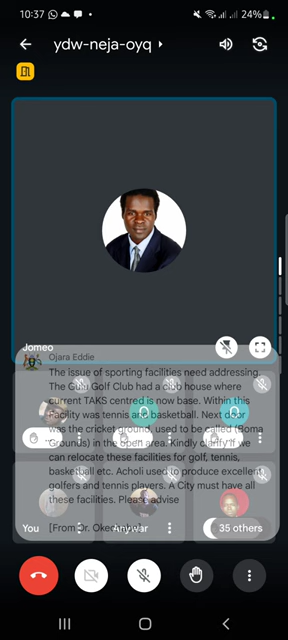 10:37
24%
ydw-neja-oyq
Jomeo
Ojara Eddie
The issue of sporting facilities need addressing.
The Gulu Golf Club had a club house where
current TAKS centred is now base. Within this
facility was tennis and basketball. Next door
was the cricket ground, used to be called (Boma
Grounds) in the open area. Kindly clarify if we
can relocate these facilities for golf, tennis,
basketball etc. Acholi used to produce excellent
golfers and tennis players. A City must have all
these facilities. Please advise
You
Anywar
35 others
[From Dr.